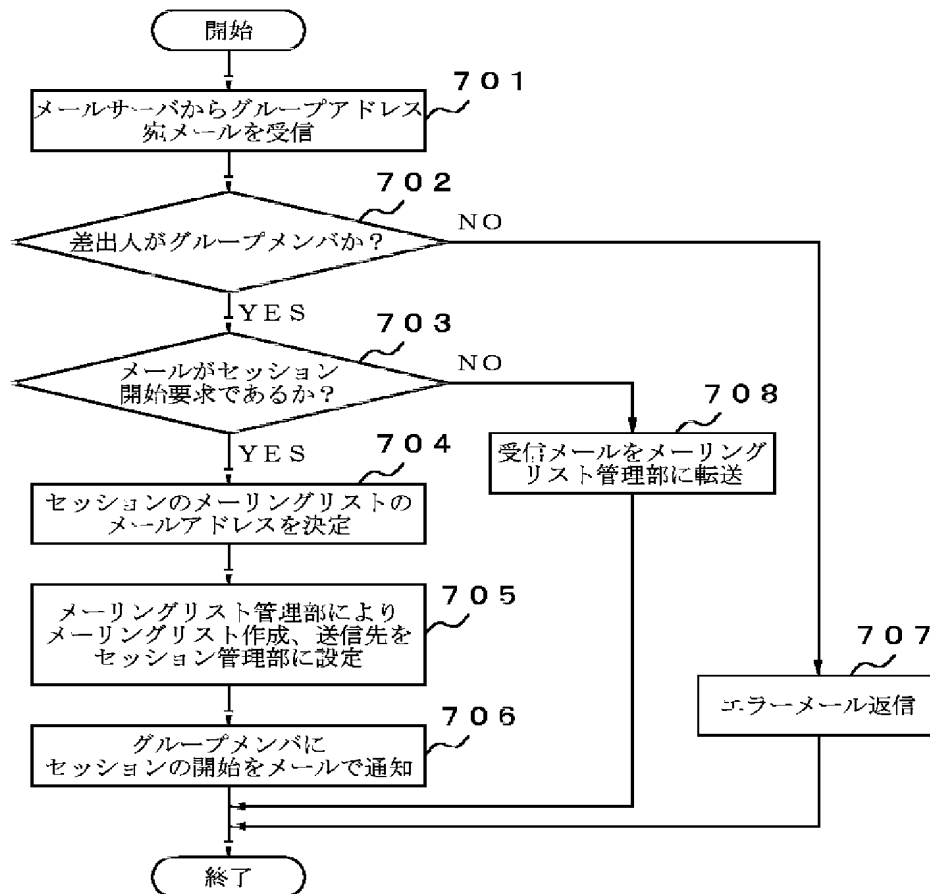 開始
701
メールサーバからグループアドレス
宛メールを受信
702
差出人がグループメンバか？
NO
YES
703
メールがセッション
開始要求であるか？
NO
YES
708
受信メールをメーリング
リスト管理部に転送
704
セッションのメーリングリストの
メールアドレスを決定
705
メーリングリスト管理部により
メーリングリスト作成、送信先を
セッション管理部に設定
707
エラーメール返信
706
グループメンバに
セッションの開始をメールで通知
終了